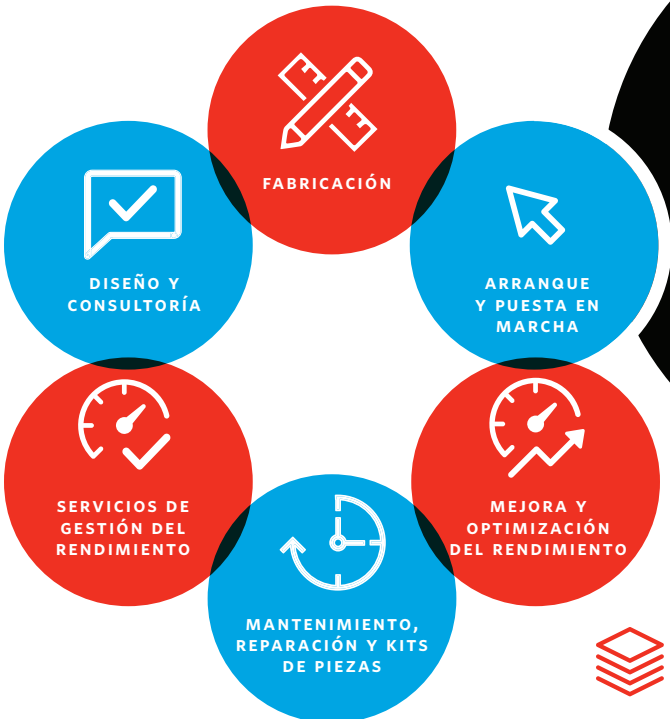 FABRICACIÓN
DISEÑO Y
CONSULTORÍA
ARRANQUE
Y PUESTA EN
MARCHA
SERVICIOS DE
GESTIÓN DEL
RENDIMIENTO
MEJORA Y
OPTIMIZACIÓN
DEL RENDIMIENTO
MANTENIMIENTO,
REPARACIÓN Y KITS
DE PIEZAS